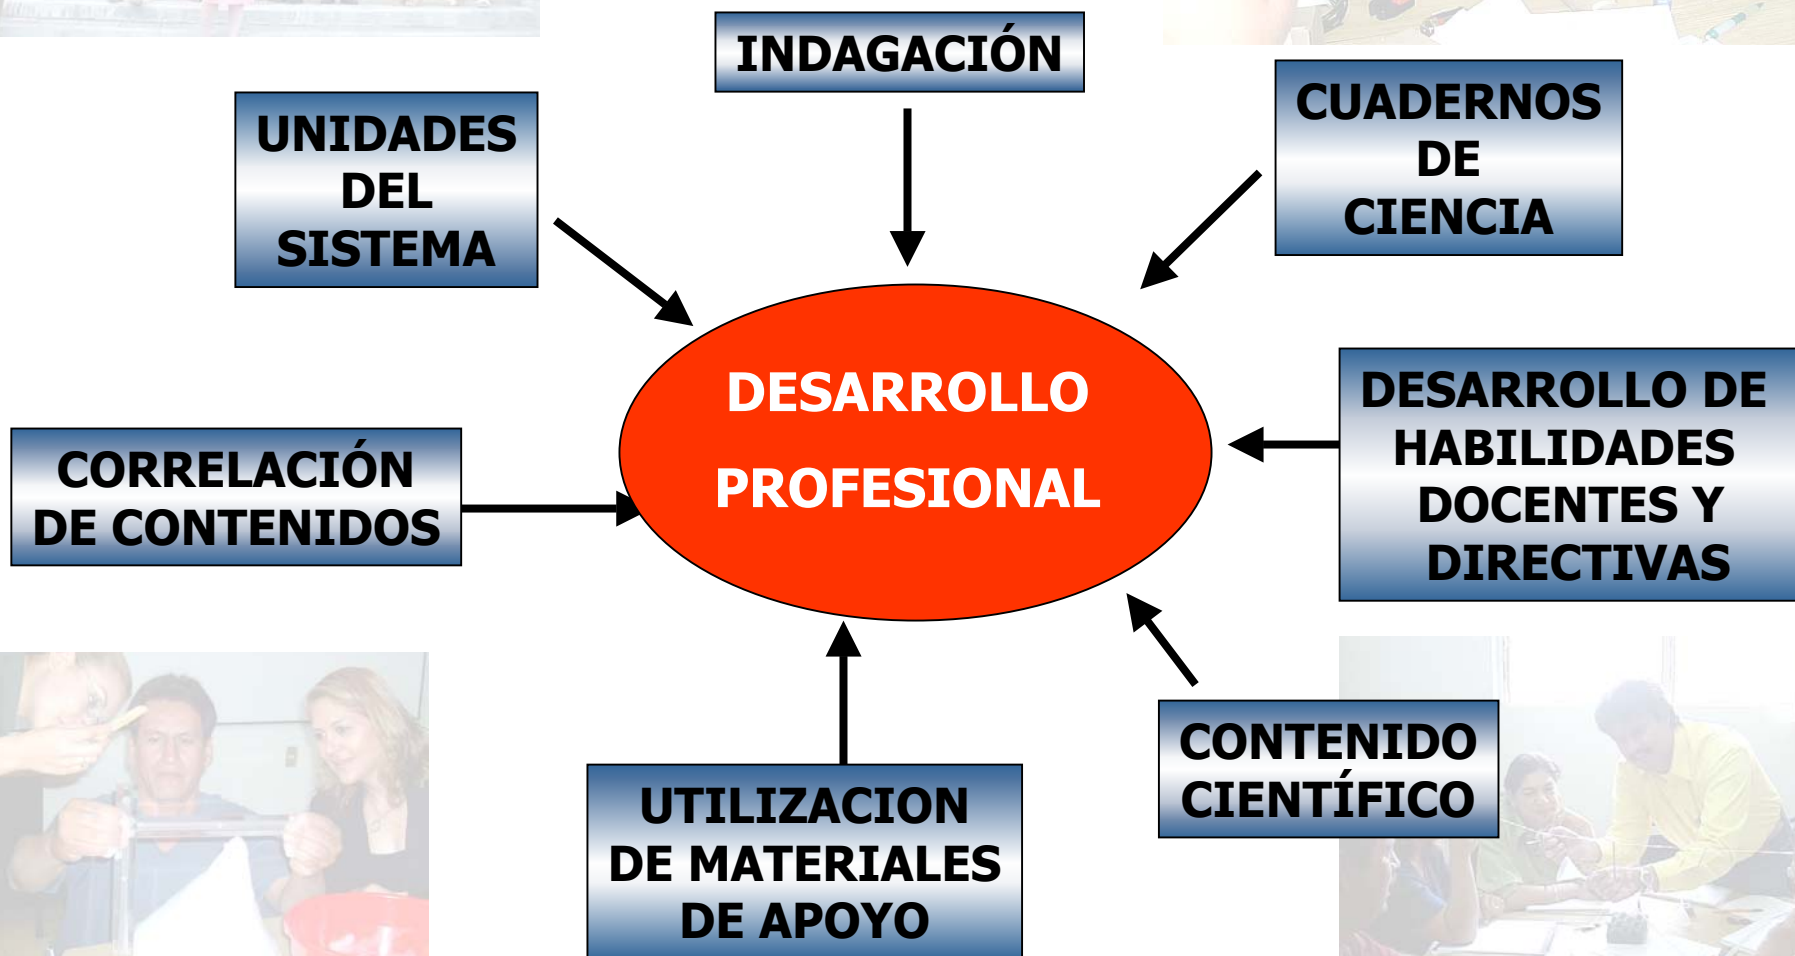 INDAGACIÓN
UNIDADES
DEL
SISTEMA
CUADERNOS
DE
CIENCIA
DESARROLLO
PROFESIONAL
DESARROLLO DE
HABILIDADES
DOCENTES Y
DIRECTIVAS
CORRELACIÓN
DE CONTENIDOS
UTILIZACION
DE MATERIALES
DE APOYO
CONTENIDO
CIENTÍFICO